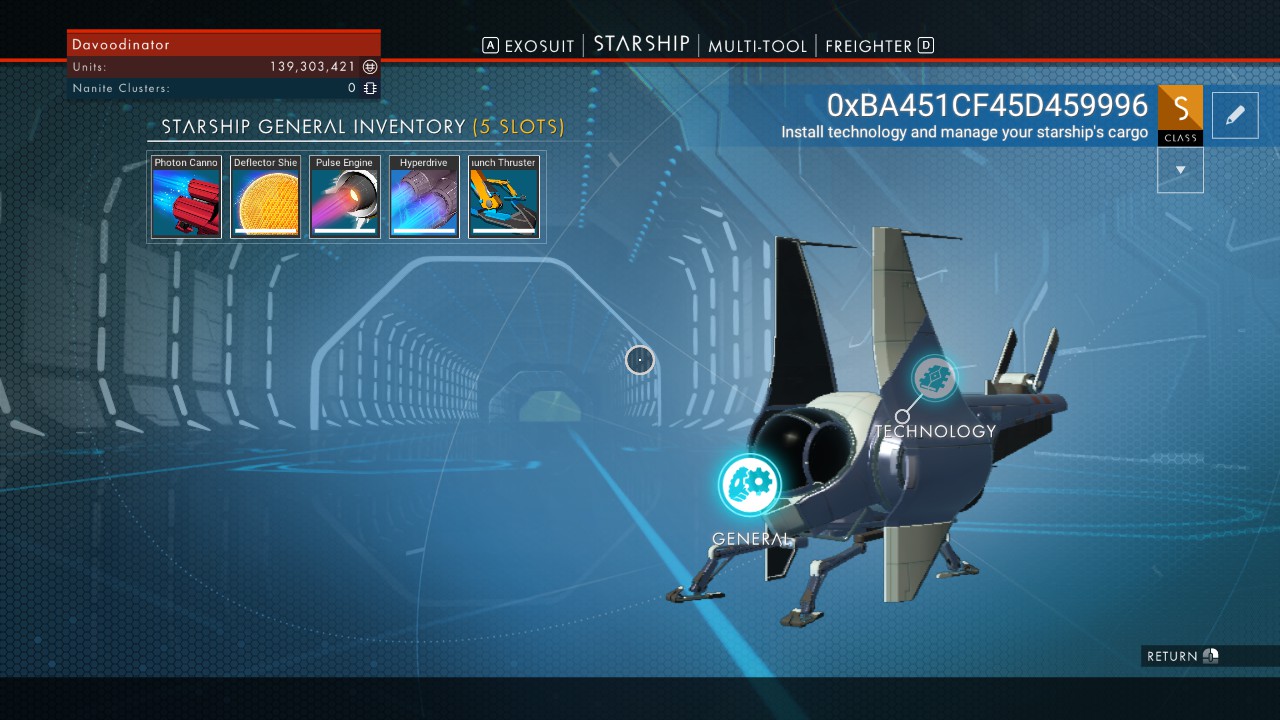 Davoodinator
Units: 139,303,421
Nanite Clusters: 0
A EXOSUIT STARSHIP MULTI-TOOL FREIGHTER D
STARSHIP GENERAL INVENTORY (5 SLOTS)
Photon Canno Deflector Shie Pulse Engine Hyperdrive unch Thruster
0xBA451CF45D459996
Install technology and manage your starship's cargo
S
CLASS
TECHNOLOGY
GENERAL
RETURN